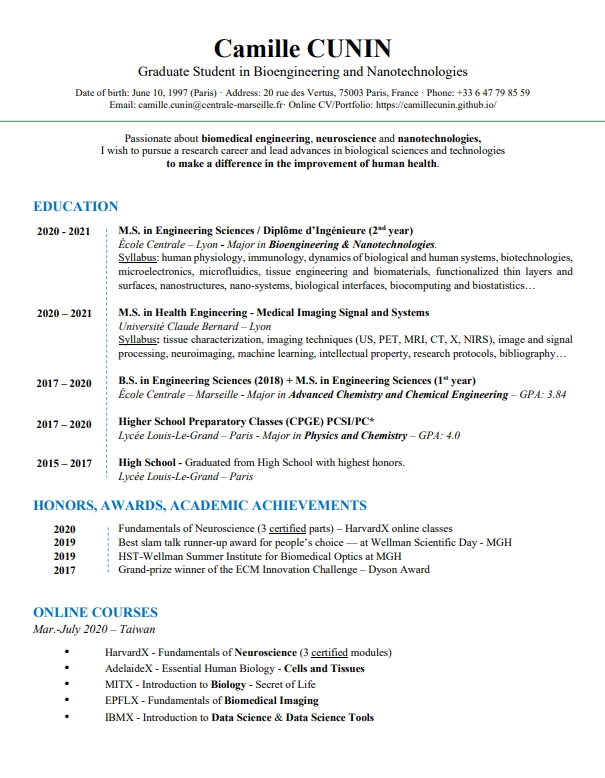 Camille CUNIN
Graduate Student in Bioengineering and Nanotechnologies
Date of birth: June 10, 1997 (Paris) · Address: 20 rue des Vertus, 75003 Paris, France · Phone: +33 6 47 79 85 59
Email: camille.cunin@centrale-marseille.fr· Online CV/Portfolio: https://camillecunin.github.io/
Passionate about biomedical engineering, neuroscience and nanotechnologies,
I wish to pursue a research career and lead advances in biological sciences and technologies
to make a difference in the improvement of human health.
EDUCATION
2020 - 2021 M.S. in Engineering Sciences / Diplôme d'Ingénieure (2nd year)
École Centrale – Lyon - Major in Bioengineering & Nanotechnologies.
Syllabus: human physiology, immunology, dynamics of biological and human systems, biotechnologies,
microelectronics, microfluidics, tissue engineering and biomaterials, functionalized thin layers and
surfaces, nanostructures, nano-systems, biological interfaces, biocomputing and biostatistics…
2020 – 2021 M.S. in Health Engineering - Medical Imaging Signal and Systems
Université Claude Bernard – Lyon
Syllabus: tissue characterization, imaging techniques (US, PET, MRI, CT, X, NIRS), image and signal
processing, neuroimaging, machine learning, intellectual property, research protocols, bibliography…
2017 – 2020 B.S. in Engineering Sciences (2018) + M.S. in Engineering Sciences (1st year)
École Centrale – Marseille - Major in Advanced Chemistry and Chemical Engineering – GPA: 3.84
2017 – 2020 Higher School Preparatory Classes (CPGE) PCSI/PC*
Lycée Louis-Le-Grand – Paris - Major in Physics and Chemistry – GPA: 4.0
2015 – 2017 High School - Graduated from High School with highest honors.
Lycée Louis-Le-Grand – Paris
HONORS, AWARDS, ACADEMIC ACHIEVEMENTS
2020 Fundamentals of Neuroscience (3 certified parts) – HarvardX online classes
2019 Best slam talk runner-up award for people's choice — at Wellman Scientific Day - MGH
2019 HST-Wellman Summer Institute for Biomedical Optics at MGH
2017 Grand-prize winner of the ECM Innovation Challenge – Dyson Award
ONLINE COURSES
Mar.-July 2020 – Taiwan
• HarvardX - Fundamentals of Neuroscience (3 certified modules)
• AdelaideX - Essential Human Biology - Cells and Tissues
• MITX - Introduction to Biology - Secret of Life
• EPFLX - Fundamentals of Biomedical Imaging
• IBMX - Introduction to Data Science & Data Science Tools